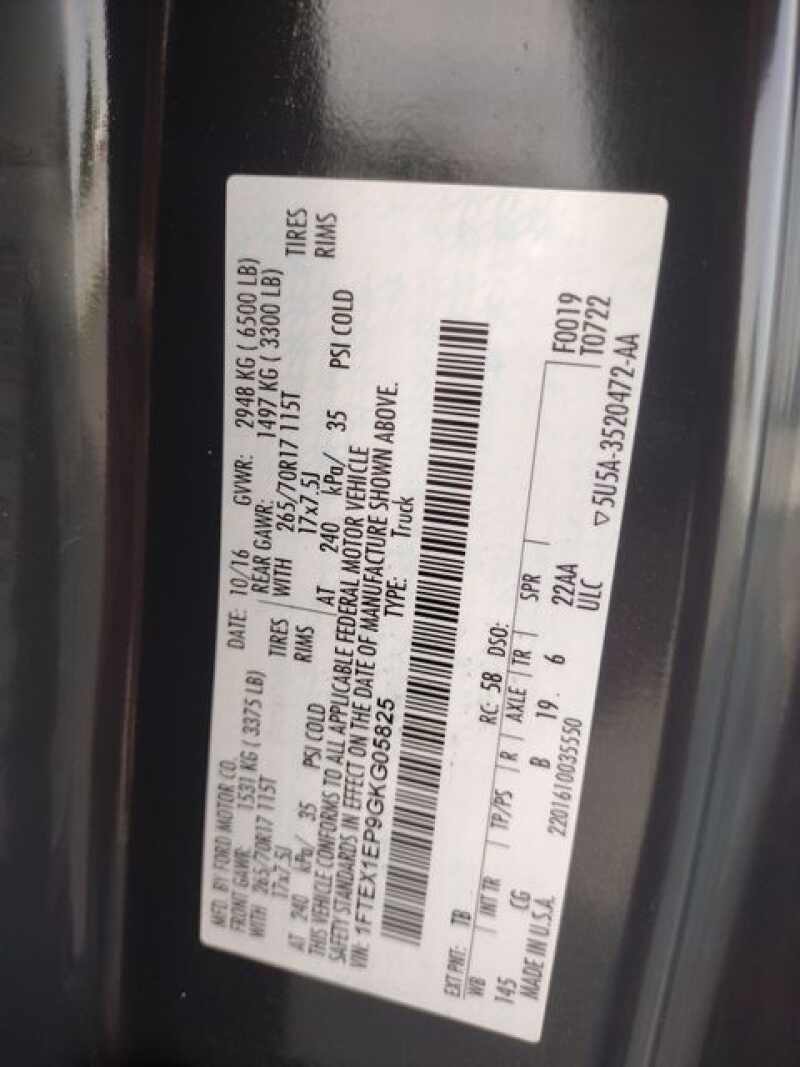 MFD. BY FORD MOTOR CO. DATE: 10/16 GVWR: 2948 KG ( 6500 LB)
FRONT GAWR: 1531 KG ( 3375 LB) REAR GAWR: 1497 KG ( 3300 LB)
WITH 265/70R17 115T TIRES WITH 265/70R17 115T TIRES
17x7.5J RIMS 17x7.5J RIMS
AT 240 kPa/ 35 PSI COLD AT 240 kPa/ 35 PSI COLD
THIS VEHICLE CONFORMS TO ALL APPLICABLE FEDERAL MOTOR VEHICLE
SAFETY STANDARDS IN EFFECT ON THE DATE OF MANUFACTURE SHOWN ABOVE.
VIN: 1FTEX1EP9GKG05825 TYPE: Truck
EXT PNT: TB RC: 58 DSO:
WB INT TR TP/PS R AXLE TR SPR F0019
145 CG B 19 6 22AA T0722
MADE IN U.S.A. 2201610035550 ULC ▽5U5A-3520472-AA